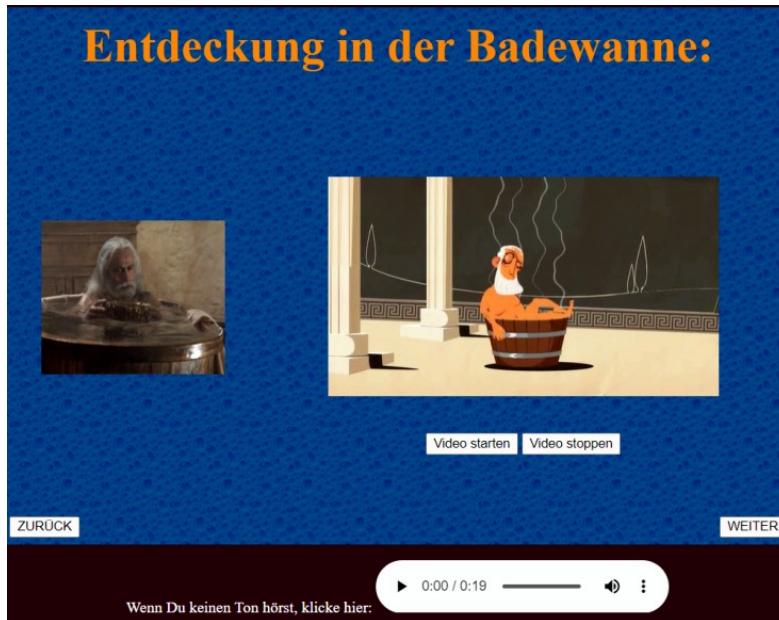 Entdeckung in der Badewanne:
Video starten Video stoppen
ZURÜCK WEITER
Wenn Du keinen Ton hörst, klicke hier: 0:00 / 0:19